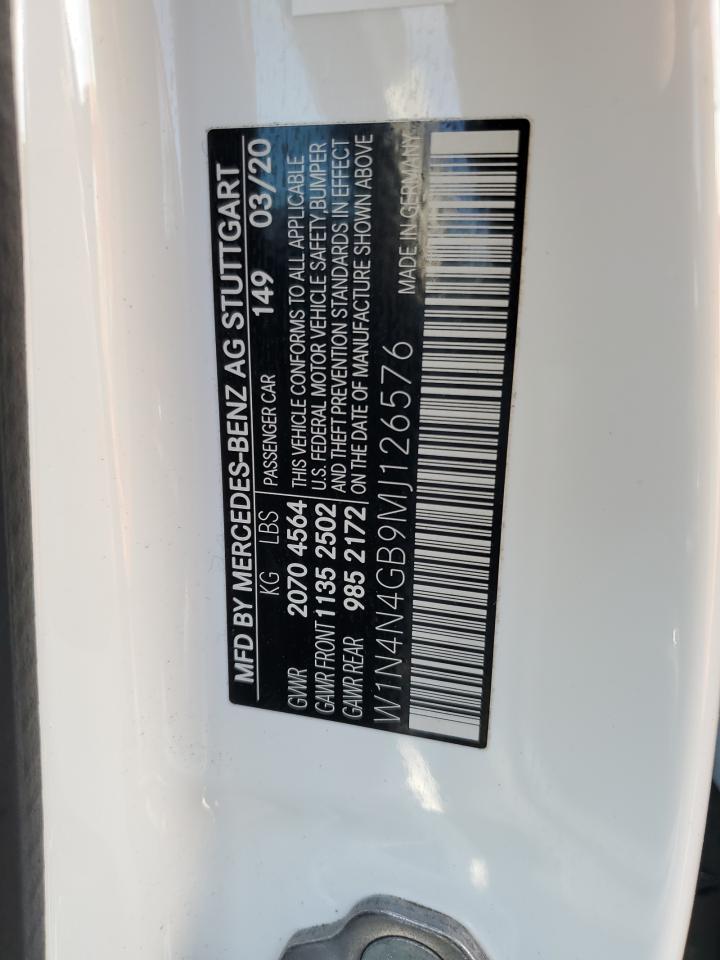 MFD BY MERCEDES-BENZ AG STUTTGART
KG LBS PASSENGER CAR 149 03/20
GVWR 2070 4564 THIS VEHICLE CONFORMS TO ALL APPLICABLE
GAWR FRONT 1135 2502 U.S. FEDERAL MOTOR VEHICLE SAFETY,BUMPER
GAWR REAR 985 2172 AND THEFT PREVENTION STANDARDS IN EFFECT
ON THE DATE OF MANUFACTURE SHOWN ABOVE
W1N4N4GB9MJ126576 MADE IN GERMANY